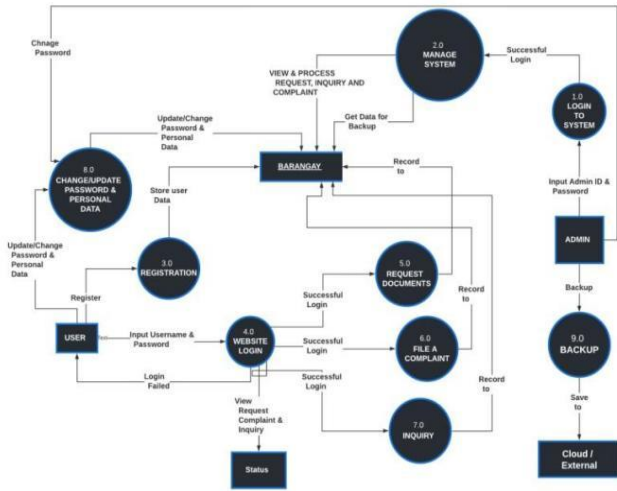 Chnage
Password
2.0
MANAGE
SYSTEM
Successful
Login
VIEW & PROCESS
REQUEST, INQUIRY AND
COMPLAINT
1.0
LOGIN
TO
SYSTEM
Get Data for
Backup
Update/Change
Password &
Personal
Data
BARANGAY
Record
to
8.0
CHANGE/UPDATE
PASSWORD &
PERSONAL
DATA
Input Admin ID &
Password
Store user
Data
ADMIN
Update/Change
Password &
Personal
Data
3.0
REGISTRATION
5.0
REQUEST
DOCUMENTS
Backup
Register
Successful
Login
Record
to
USER
Input Username &
Password
4.0
WEBSITE
LOGIN
Successful
Login
6.0
FILE A
COMPLAINT
9.0
BACKUP
Login
Failed
Successful
Login
Record
to
View
Request
Complaint &
Inquiry
7.0
INQUIRY
Save
to
Status
Cloud /
External